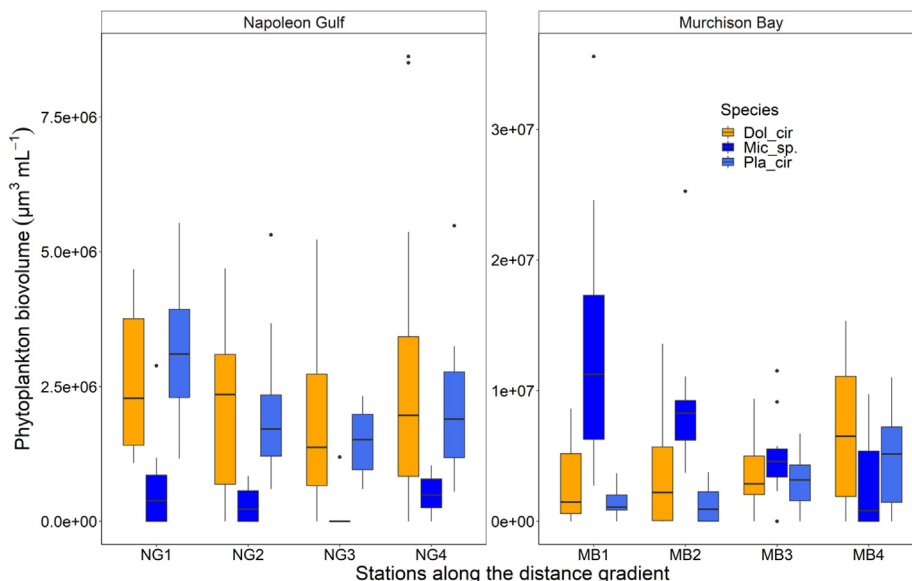 Napoleon Gulf
Murchison Bay
Phytoplankton biovolume (µm³ mL⁻¹)
7.5e+06
5.0e+06
2.5e+06
0.0e+00
3e+07
2e+07
1e+07
0e+00
Species
Dol_cir
Mic_sp.
Pla_cir
NG1 NG2 NG3 NG4
MB1 MB2 MB3 MB4
Stations along the distance gradient